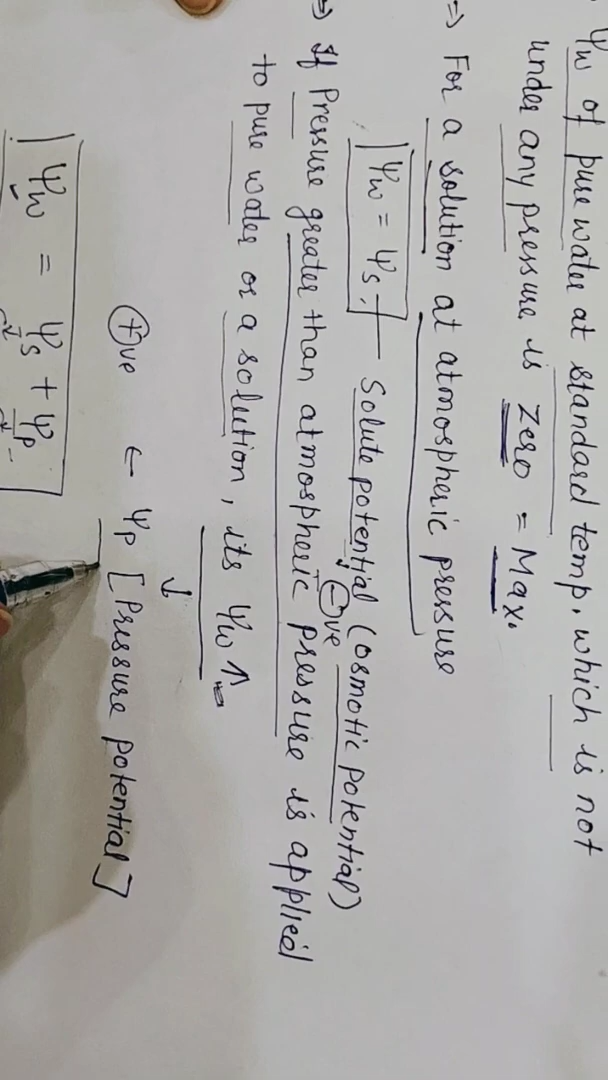 Ψw of pure water at standard temp. which is not
under any pressure is zero = Max.
⇒ For a solution at atmospheric pressure
Ψw = Ψs. Solute potential (osmotic potential)
-ve
⇒ If Pressure greater than atmospheric pressure is applied
to pure water or a solution, its Ψw ↑
↓
+ve ← Ψp [Pressure potential]
Ψw = Ψs + Ψp